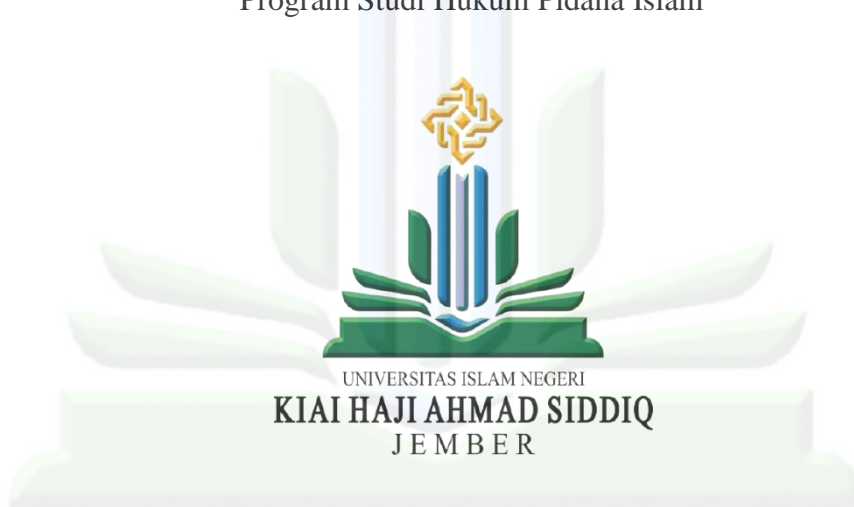 Program Studi Hukum Pidana Islam
UNIVERSITAS ISLAM NEGERI
KIAI HAJI AHMAD SIDDIQ
JEMBER